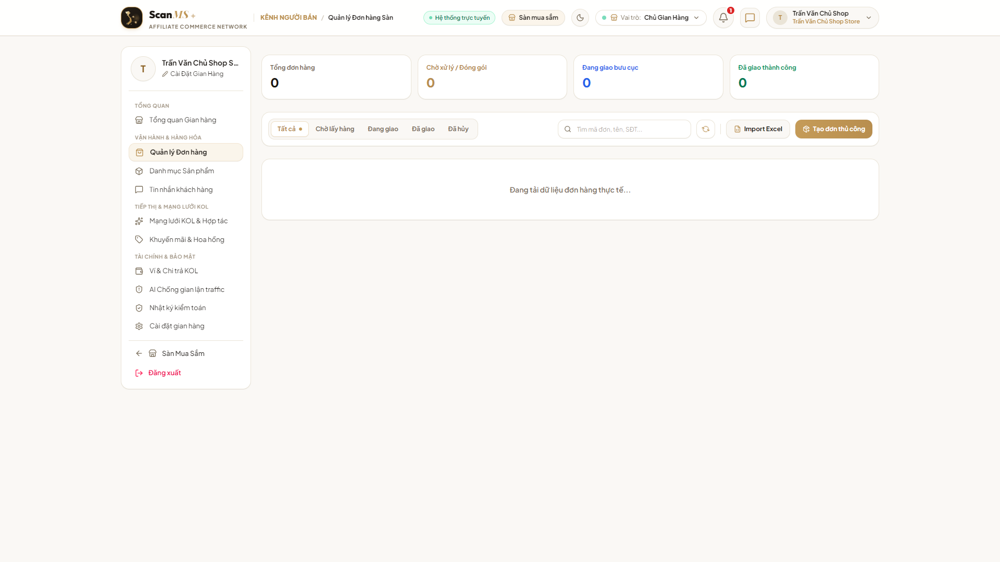 ScanMS
AFFILIATE COMMERCE NETWORK
KÊNH NGƯỜI BÁN / Quản lý Đơn hàng Sàn
Hệ thống trực tuyến
Sàn mua sắm
Vai trò: Chủ Gian Hàng
1
T
Trần Văn Chủ Shop
Trần Văn Chủ Shop Store
T
Trần Văn Chủ Shop S...
Cài Đặt Gian Hàng
TỔNG QUAN
Tổng quan Gian hàng
VẬN HÀNH & HÀNG HÓA
Quản lý Đơn hàng
Danh mục Sản phẩm
Tin nhắn khách hàng
TIẾP THỊ & MẠNG LƯỚI KOL
Mạng lưới KOL & Hợp tác
Khuyến mãi & Hoa hồng
TÀI CHÍNH & BẢO MẬT
Ví & Chi trả KOL
AI Chống gian lận traffic
Nhật ký kiểm toán
Cài đặt gian hàng
Sàn Mua Sắm
Đăng xuất
Tổng đơn hàng
0
Chờ xử lý / Đóng gói
0
Đang giao bưu cục
0
Đã giao thành công
0
Tất cả
Chờ lấy hàng
Đang giao
Đã giao
Đã hủy
Tìm mã đơn, tên, SĐT...
Import Excel
Tạo đơn thủ công
Đang tải dữ liệu đơn hàng thực tế...